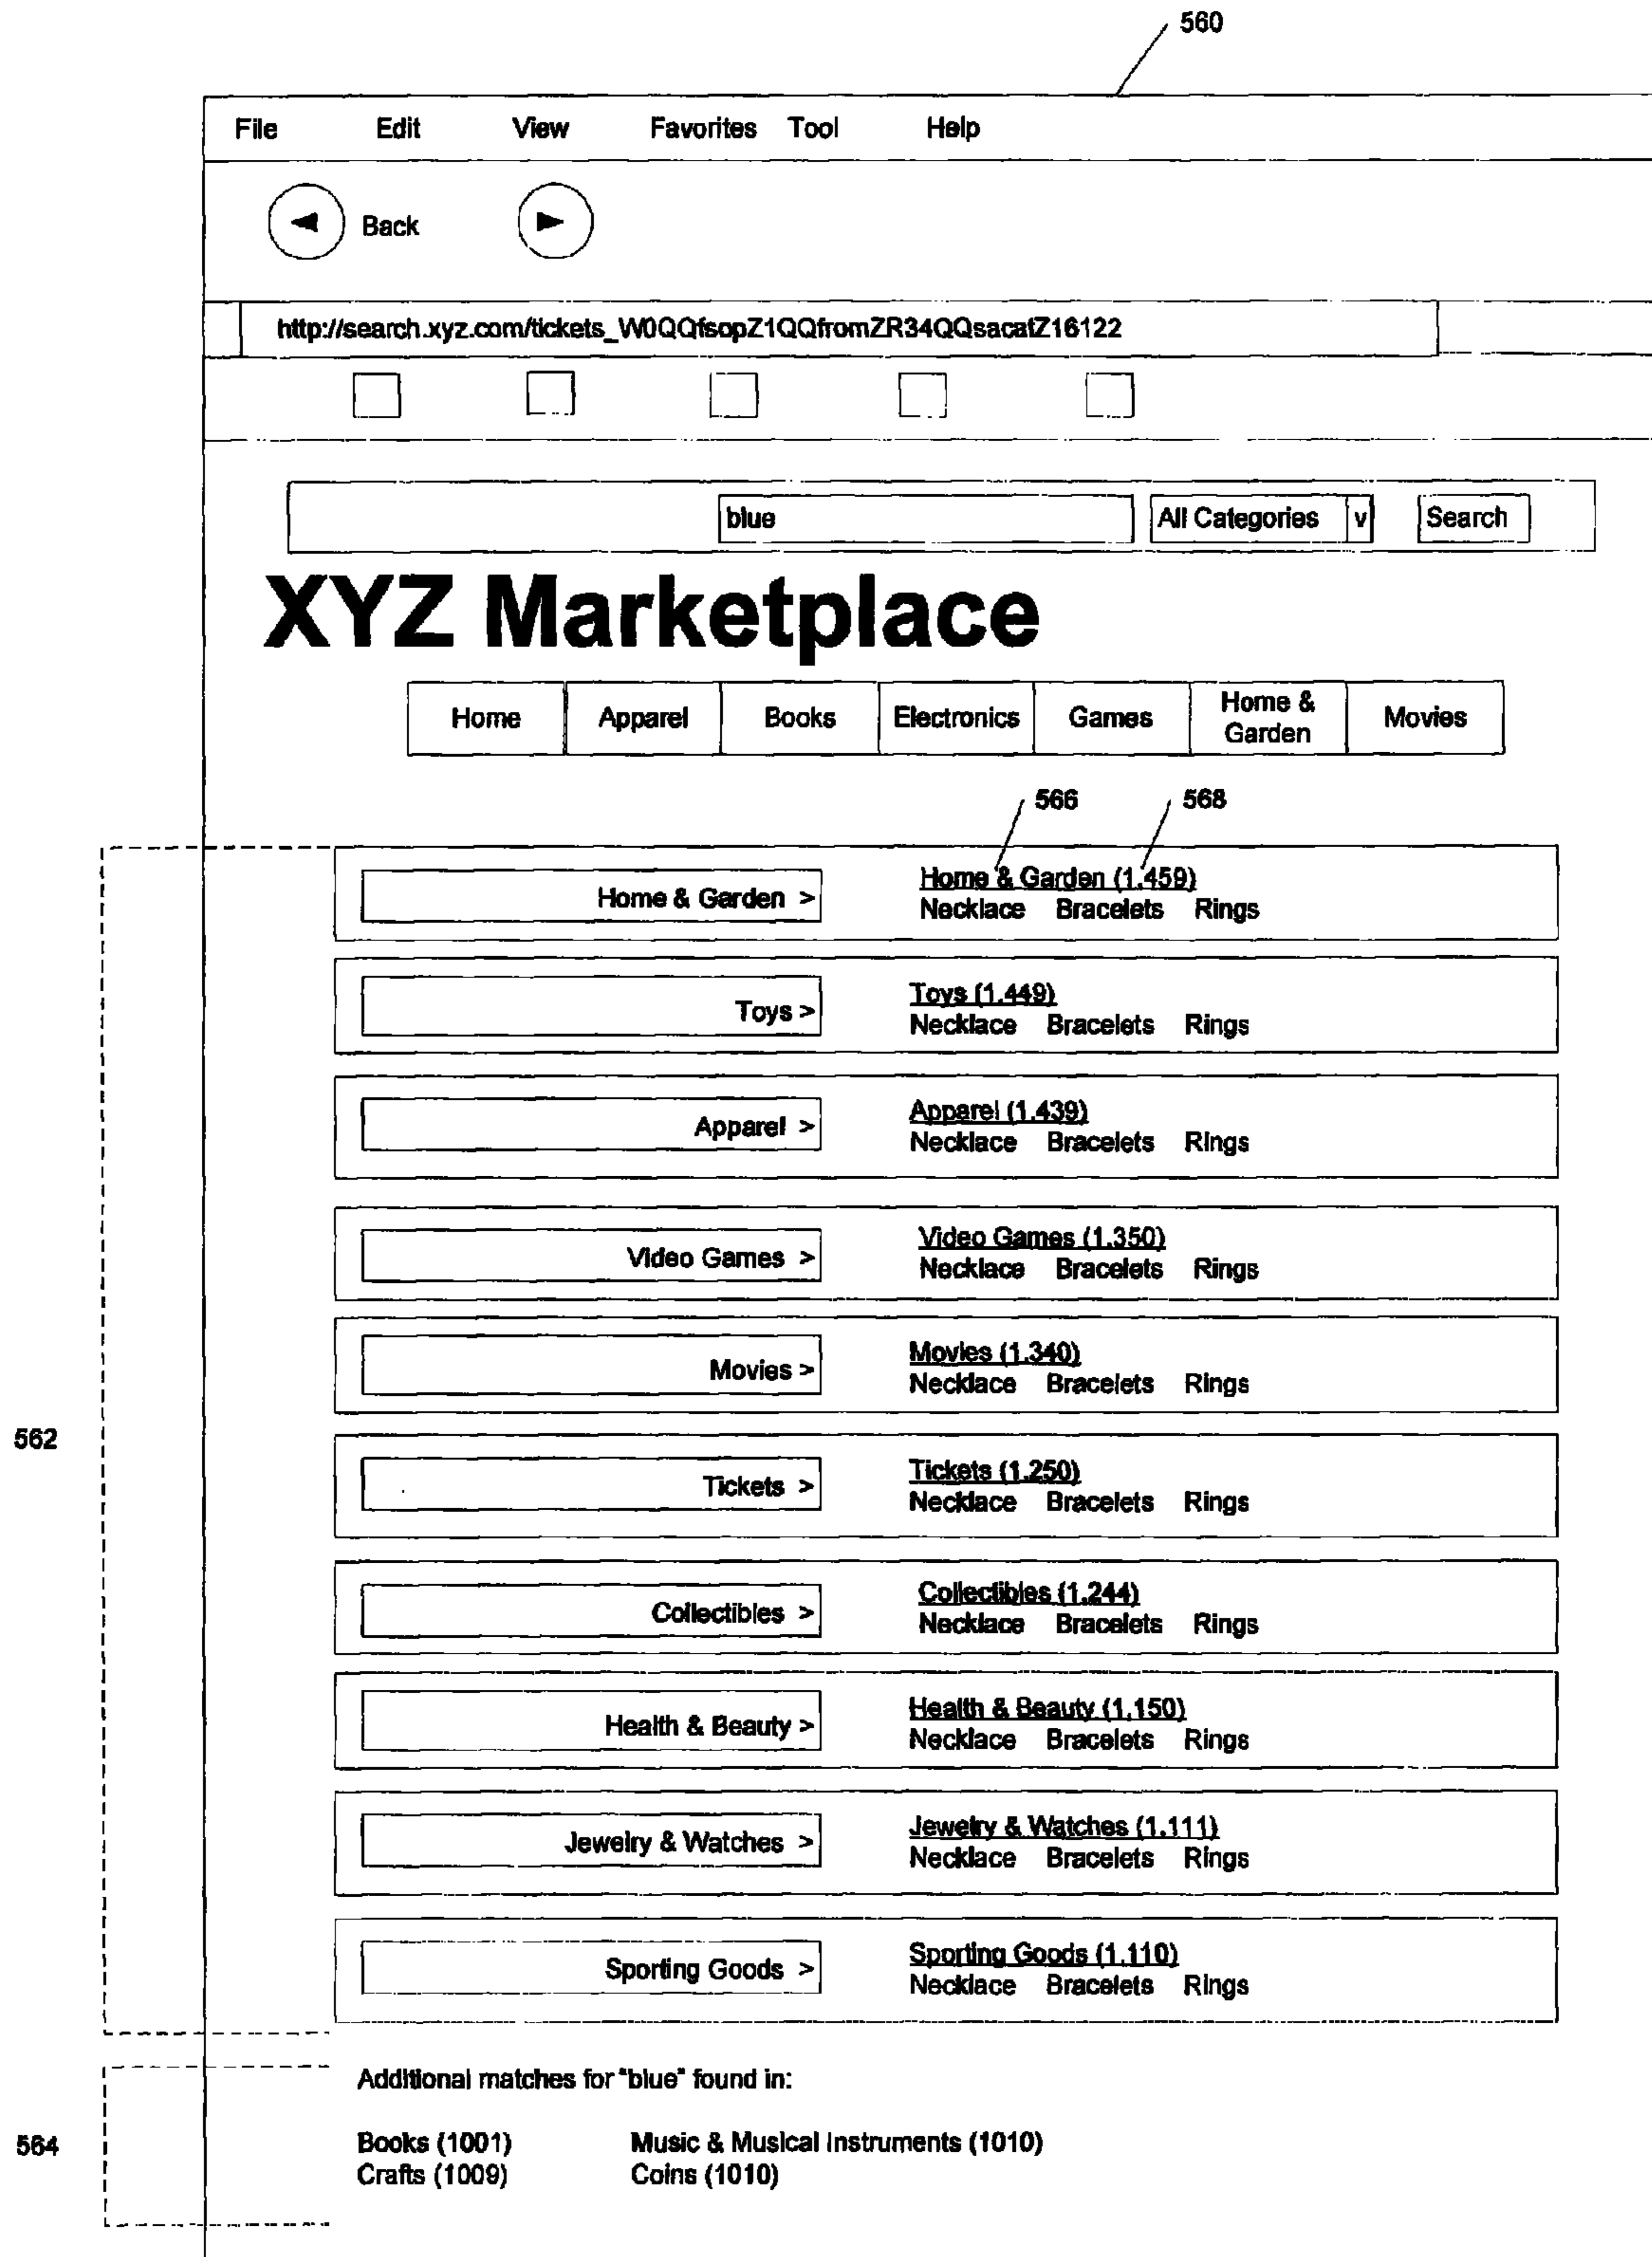 560
File Edit View Favorites Tool Help
◄ Back ►
http://search.xyz.com/tickets_W0QQfsopZ1QQfromZR34QQsacatZ16122
blue All Categories v Search
XYZ Marketplace
Home Apparel Books Electronics Games Home & Garden Movies
566 568
Home & Garden > Home & Garden (1,459)
Necklace Bracelets Rings
Toys > Toys (1,449)
Necklace Bracelets Rings
Apparel > Apparel (1,439)
Necklace Bracelets Rings
Video Games > Video Games (1,350)
Necklace Bracelets Rings
Movies > Movies (1,340)
Necklace Bracelets Rings
562
Tickets > Tickets (1,250)
Necklace Bracelets Rings
Collectibles > Collectibles (1,244)
Necklace Bracelets Rings
Health & Beauty > Health & Beauty (1,150)
Necklace Bracelets Rings
Jewelry & Watches > Jewelry & Watches (1,111)
Necklace Bracelets Rings
Sporting Goods > Sporting Goods (1,110)
Necklace Bracelets Rings
Additional matches for "blue" found in:
564
Books (1001) Music & Musical Instruments (1010)
Crafts (1009) Coins (1010)